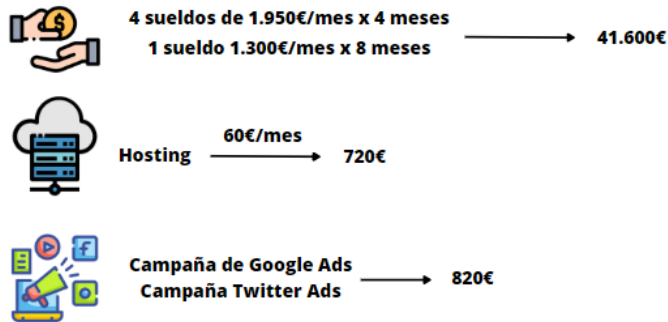 4 sueldos de 1.950€/mes x 4 meses
1 sueldo 1.300€/mes x 8 meses
41.600€
60€/mes
Hosting
720€
Campaña de Google Ads
Campaña Twitter Ads
820€